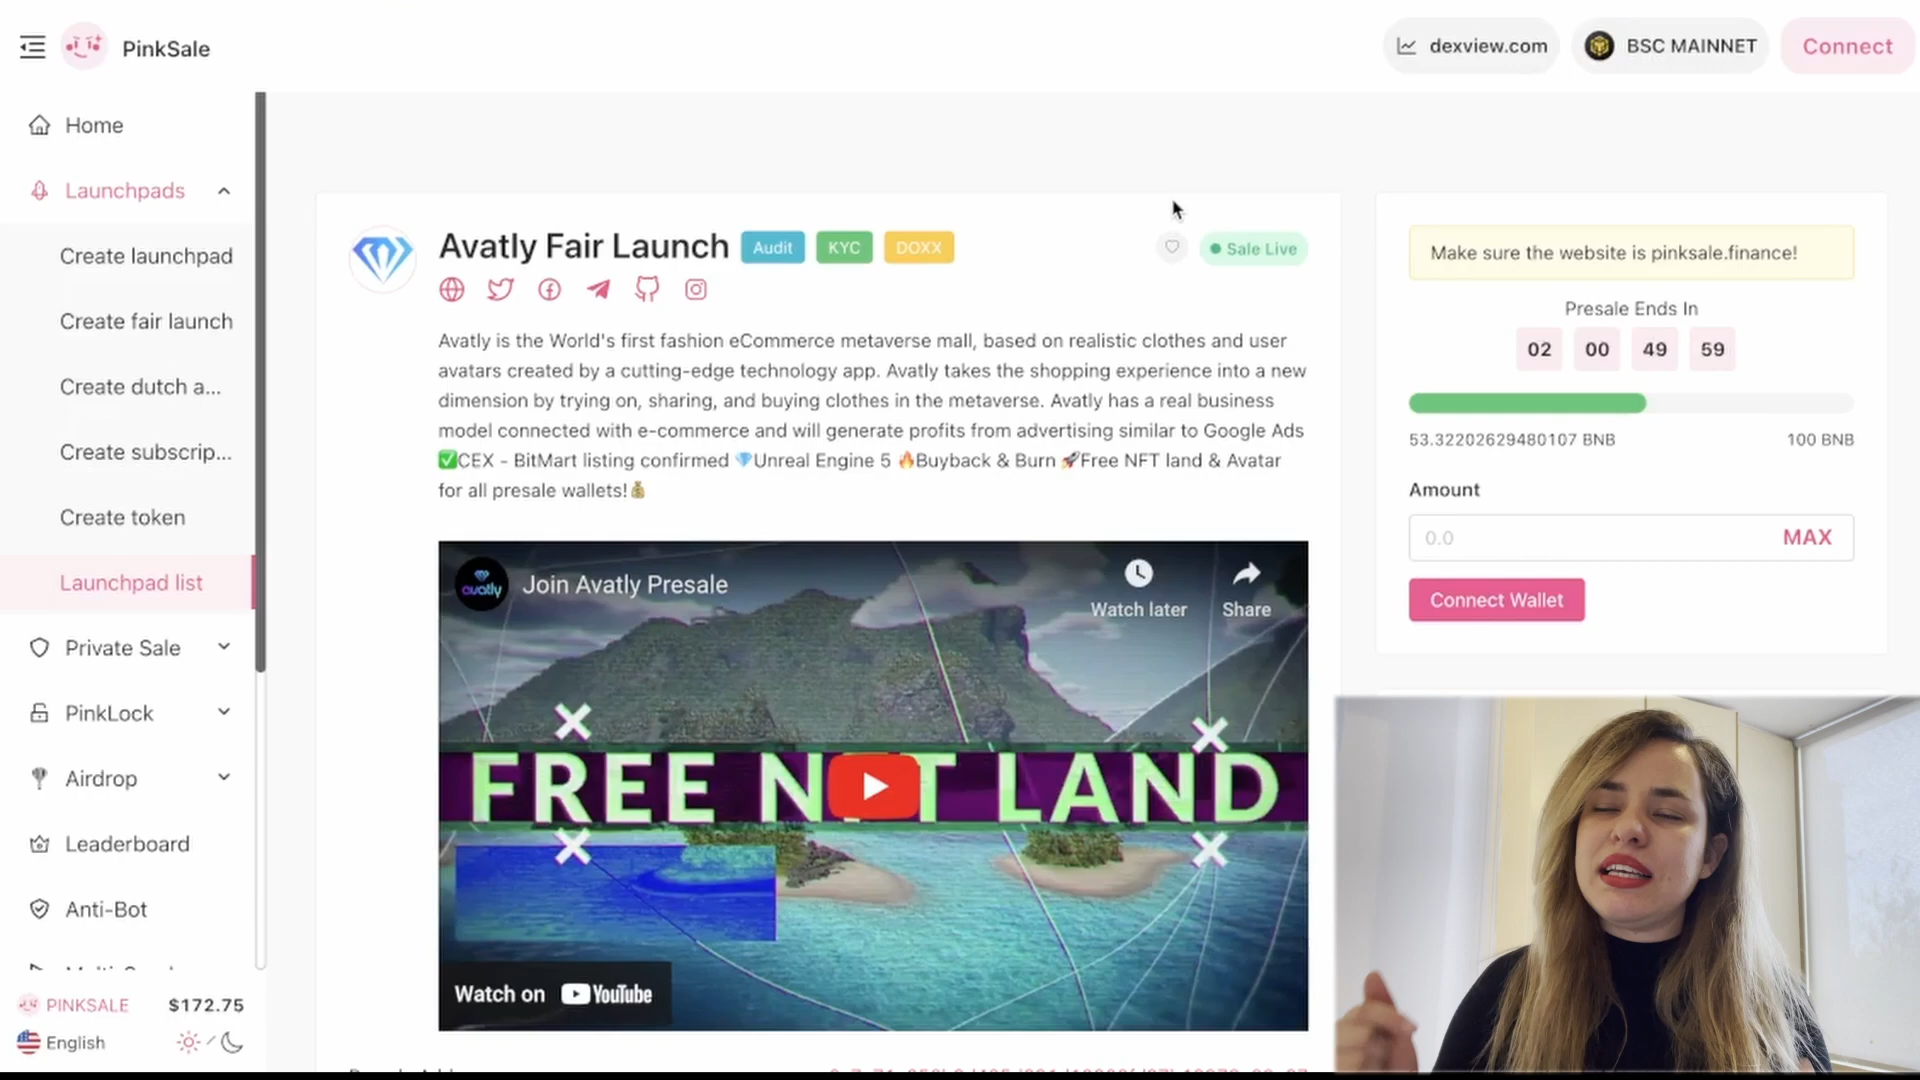 PinkSale
dexview.com
BSC MAINNET
Connect
Home
Launchpads
Create launchpad
Create fair launch
Create dutch a...
Create subscrip...
Create token
Launchpad list
Private Sale
PinkLock
Airdrop
Leaderboard
Anti-Bot
PINKSALE $172.75
English
Avatly Fair Launch Audit KYC DOXX
Sale Live
Avatly is the World's first fashion eCommerce metaverse mall, based on realistic clothes and user
avatars created by a cutting-edge technology app. Avatly takes the shopping experience into a new
dimension by trying on, sharing, and buying clothes in the metaverse. Avatly has a real business
model connected with e-commerce and will generate profits from advertising similar to Google Ads
✅CEX - BitMart listing confirmed 💎Unreal Engine 5 🔥Buyback & Burn 🚀Free NFT land & Avatar
for all presale wallets!💰
avatly
Join Avatly Presale
Watch later
Share
FREE NFT LAND
Watch on YouTube
Make sure the website is pinksale.finance!
Presale Ends In
02 00 49 59
53.32202629480107 BNB 100 BNB
Amount
0.0 MAX
Connect Wallet